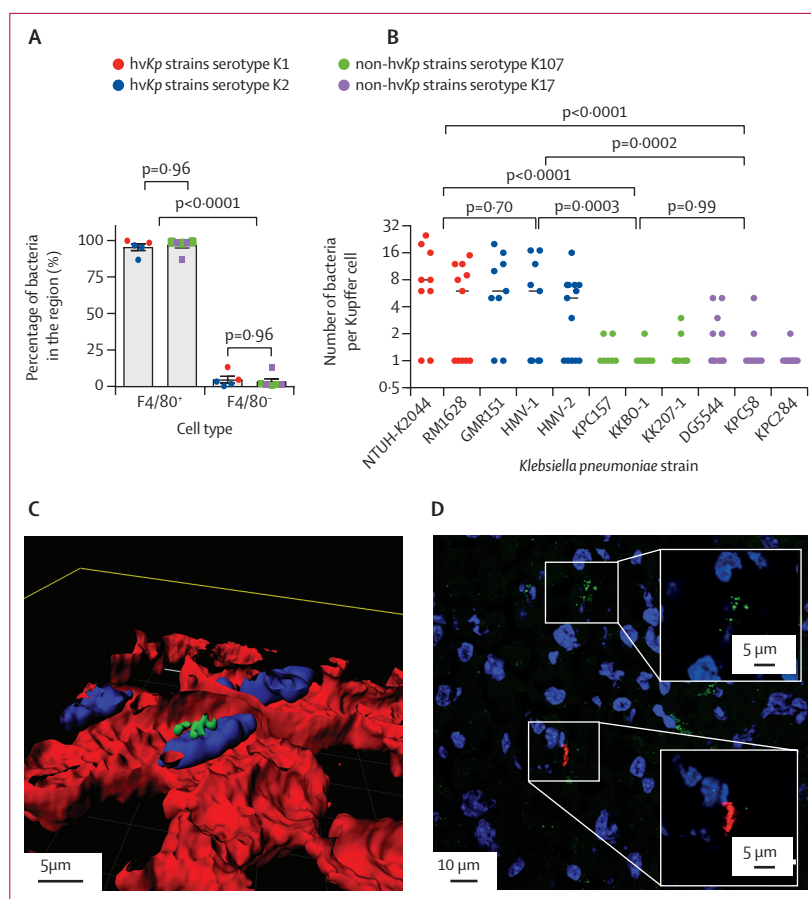 A
B
hvKp strains serotype K1
non-hvKp strains serotype K107
hvKp strains serotype K2
non-hvKp strains serotype K17
p<0·0001
p=0·0002
p=0·96
p<0·0001
p<0·0001
p=0·70
p=0·0003
p=0·99
p=0·96
Percentage of bacteria
in the region (%)
100
75
50
25
0
F4/80+
F4/80−
Cell type
Number of bacteria
per Kupffer cell
32
16
8
4
2
1
0·5
NTUH-K2044
RM1628
GMR151
HMV-1
HMV-2
KPC157
KKBO-1
KK207-1
DG5544
KPC58
KPC284
Klebsiella pneumoniae strain
C
D
5μm
5 μm
5 μm
10 μm